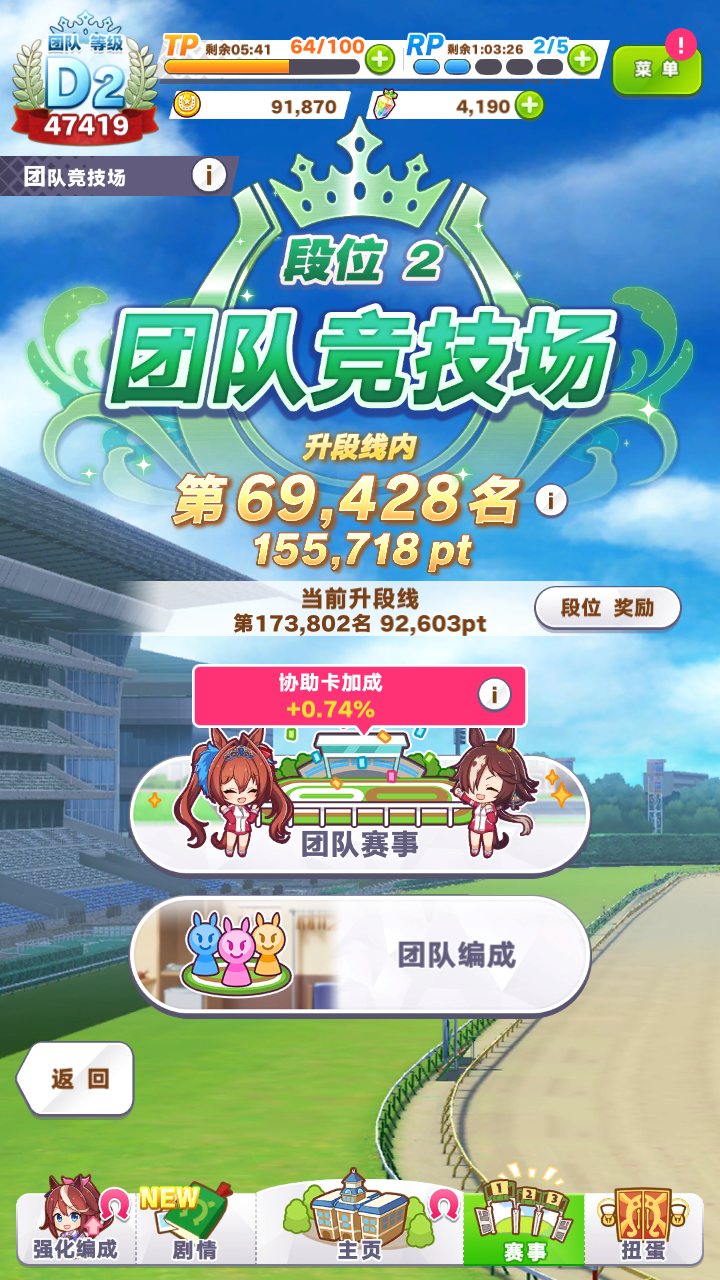 团队 等级
D2
47419
TP 剩余05:41 64/100
RP 剩余1:03:26 2/5
菜 单
91,870
4,190
团队竞技场
段位 2
团队竞技场
升段线内
第69,428名
155,718 pt
当前升段线
第173,802名 92,603pt
段位 奖励
协助卡加成
+0.74%
团队赛事
团队编成
返 回
强化编成
NEW
剧情
主页
1 2 3
赛事
扭蛋